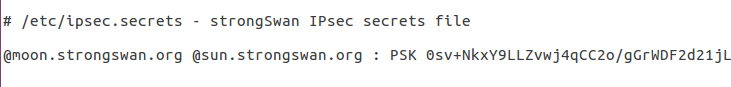 # /etc/ipsec.secrets - strongSwan IPsec secrets file
@moon.strongswan.org @sun.strongswan.org : PSK 0sv+NkxY9LLZvwj4qCC2o/gGrWDF2d21jL